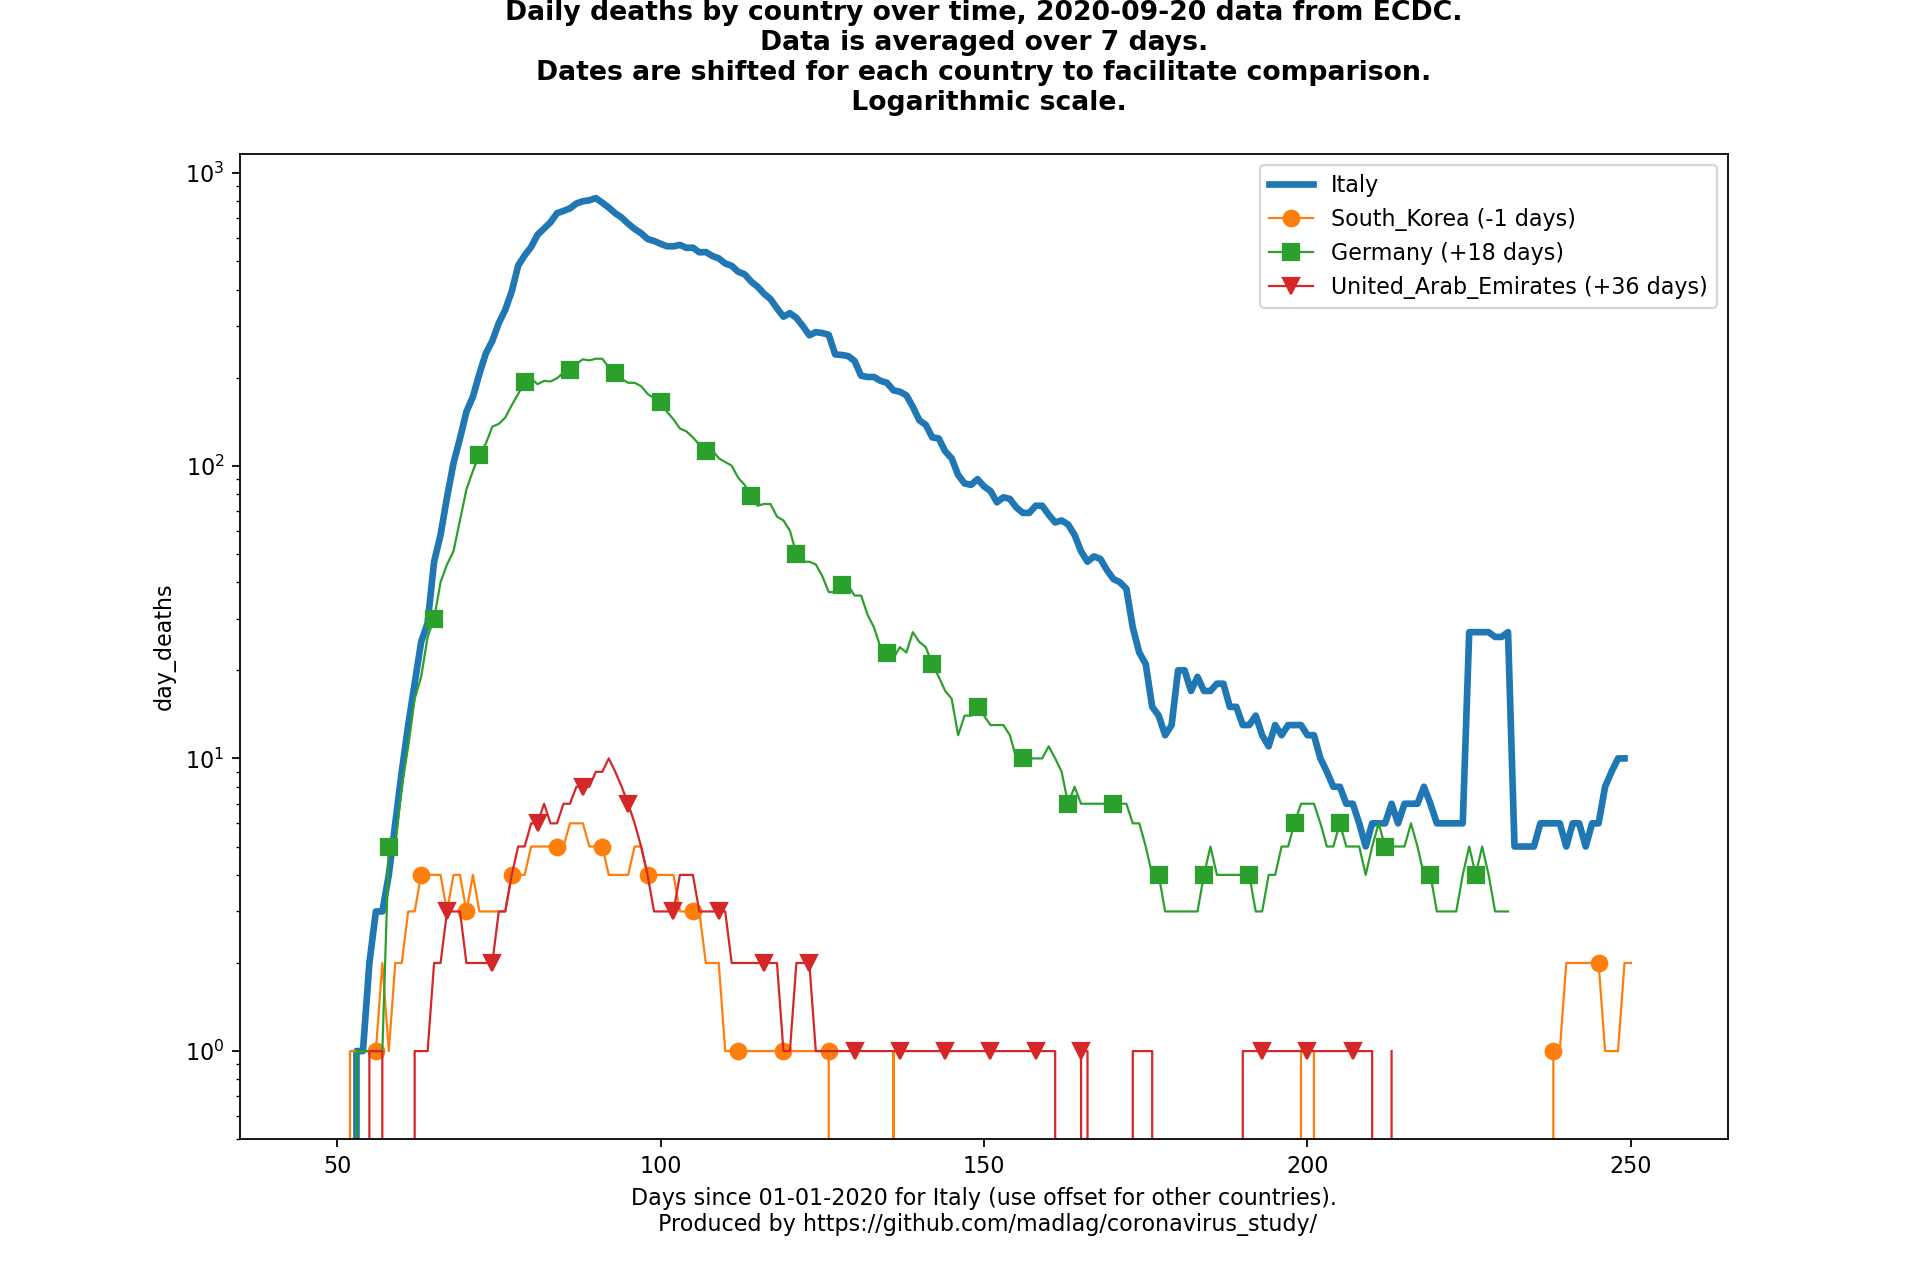 Daily deaths by country over time, 2020-09-20 data from ECDC.
Data is averaged over 7 days.
Dates are shifted for each country to facilitate comparison.
Logarithmic scale.
10³
10²
10¹
10⁰
day_deaths
Italy
South_Korea (-1 days)
Germany (+18 days)
United_Arab_Emirates (+36 days)
50 100 150 200 250
Days since 01-01-2020 for Italy (use offset for other countries).
Produced by https://github.com/madlag/coronavirus_study/